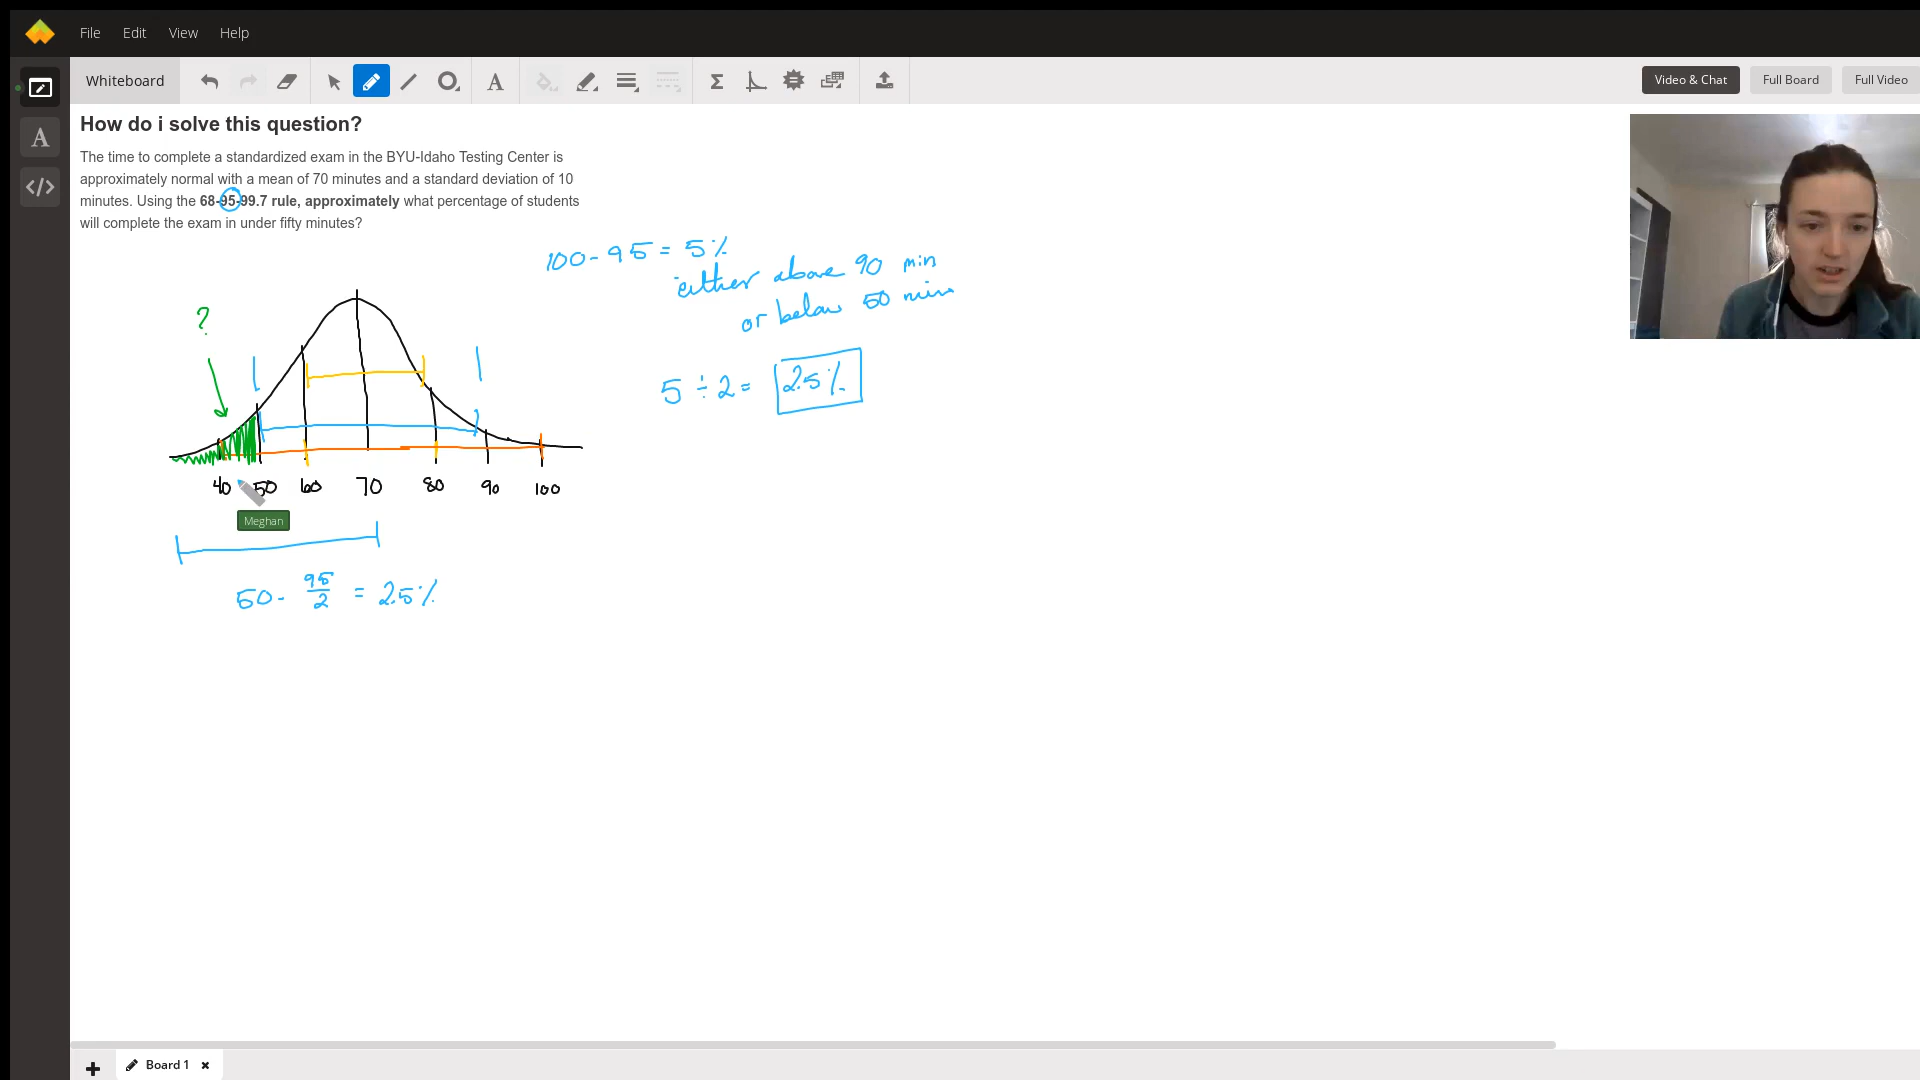 File Edit View Help
Whiteboard
A
Σ
Video & Chat
Full Board
Full Video
A
</>
How do i solve this question?
The time to complete a standardized exam in the BYU-Idaho Testing Center is
approximately normal with a mean of 70 minutes and a standard deviation of 10
minutes. Using the 68-95-99.7 rule, approximately what percentage of students
will complete the exam in under fifty minutes?
100 - 95 = 5%
either above 90 min
or below 50 min
?
5 ÷ 2 = 2.5%
40 50 60 70 80 90 100
Meghan
50 - 95/2 = 2.5%
Board 1